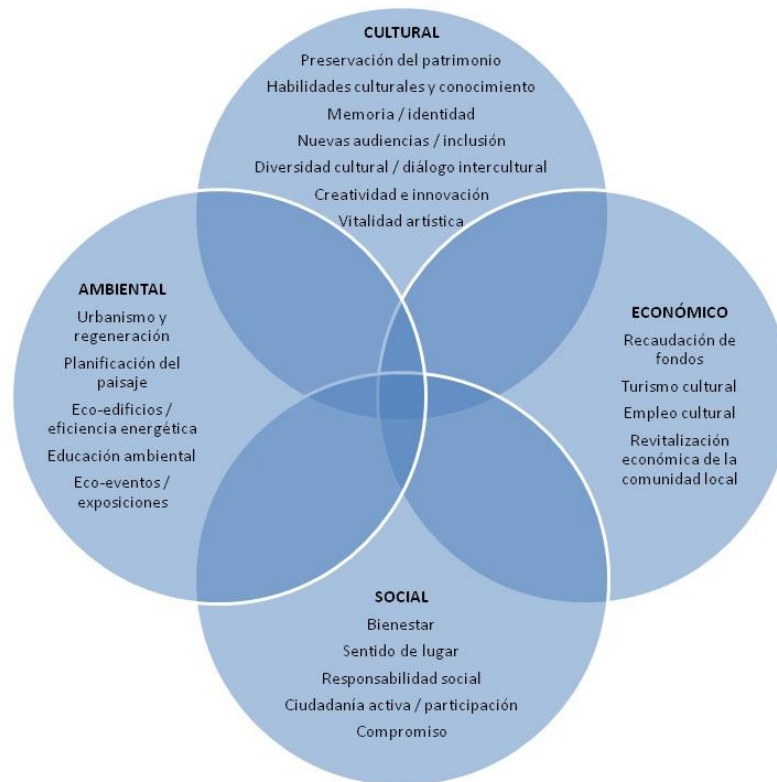 CULTURAL
Preservación del patrimonio
Habilidades culturales y conocimiento
Memoria / identidad
Nuevas audiencias / inclusión
Diversidad cultural / diálogo intercultural
Creatividad e innovación
Vitalidad artística
AMBIENTAL
Urbanismo y
regeneración
Planificación del
paisaje
Eco-edificios /
eficiencia energética
Educación ambiental
Eco-eventos /
exposiciones
ECONÓMICO
Recaudación de
fondos
Turismo cultural
Empleo cultural
Revitalización
económica de la
comunidad local
SOCIAL
Bienestar
Sentido de lugar
Responsabilidad social
Ciudadanía activa / participación
Compromiso